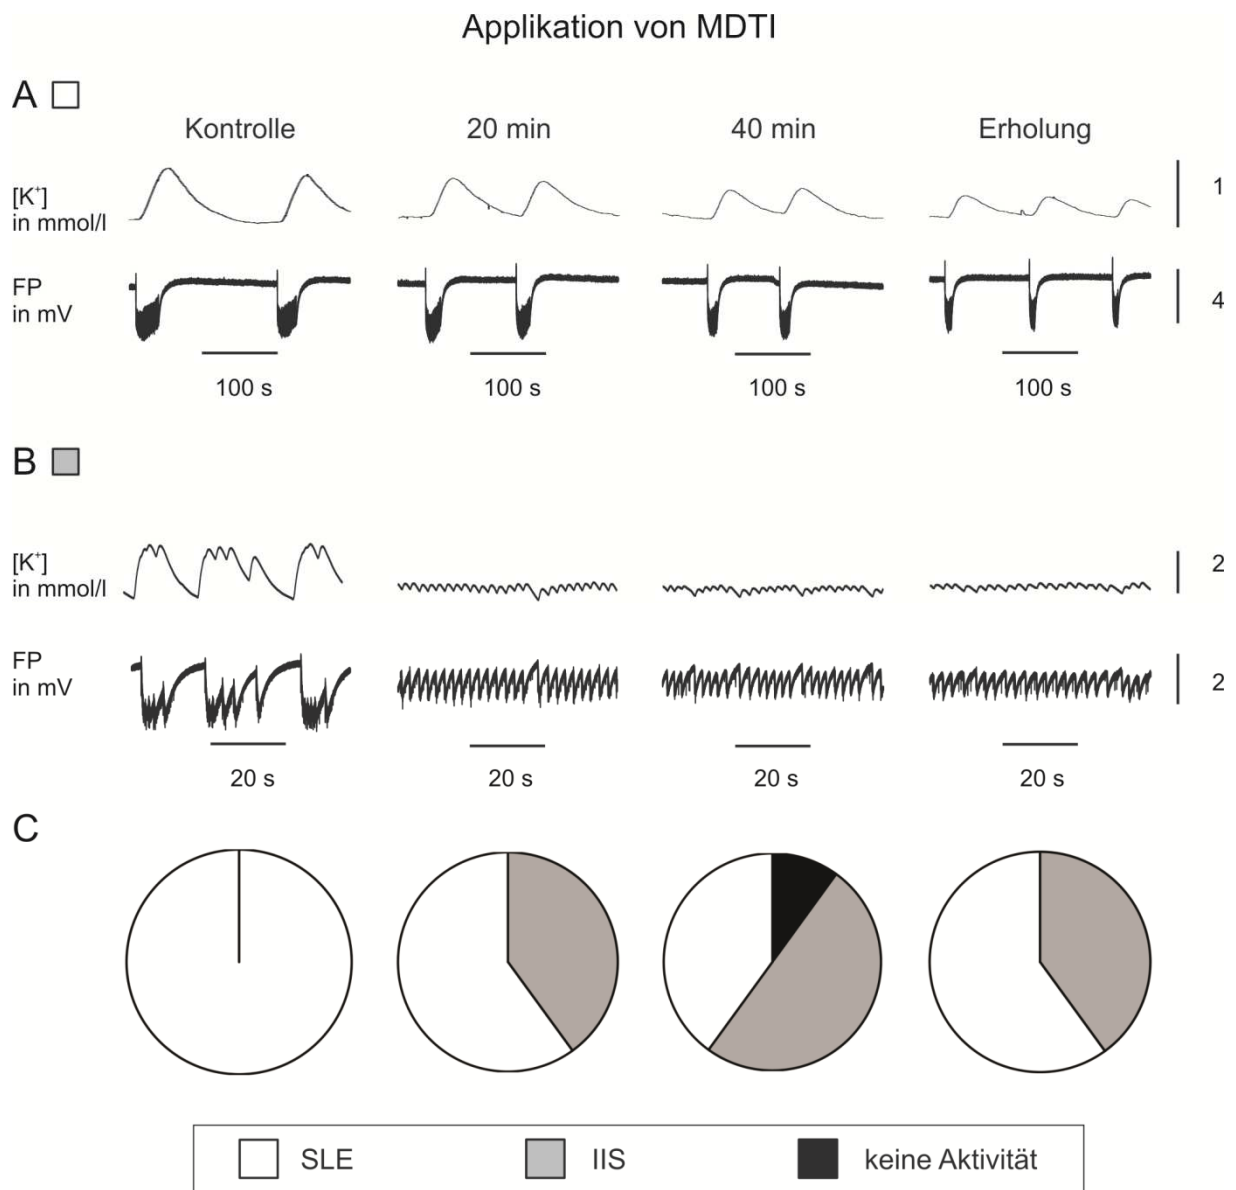 Applikation von MDTI
A
Kontrolle 20 min 40 min Erholung
[K⁺]
in mmol/l
1
FP
in mV
4
100 s 100 s 100 s 100 s
B
[K⁺]
in mmol/l
2
FP
in mV
2
20 s 20 s 20 s 20 s
C
SLE IIS keine Aktivität